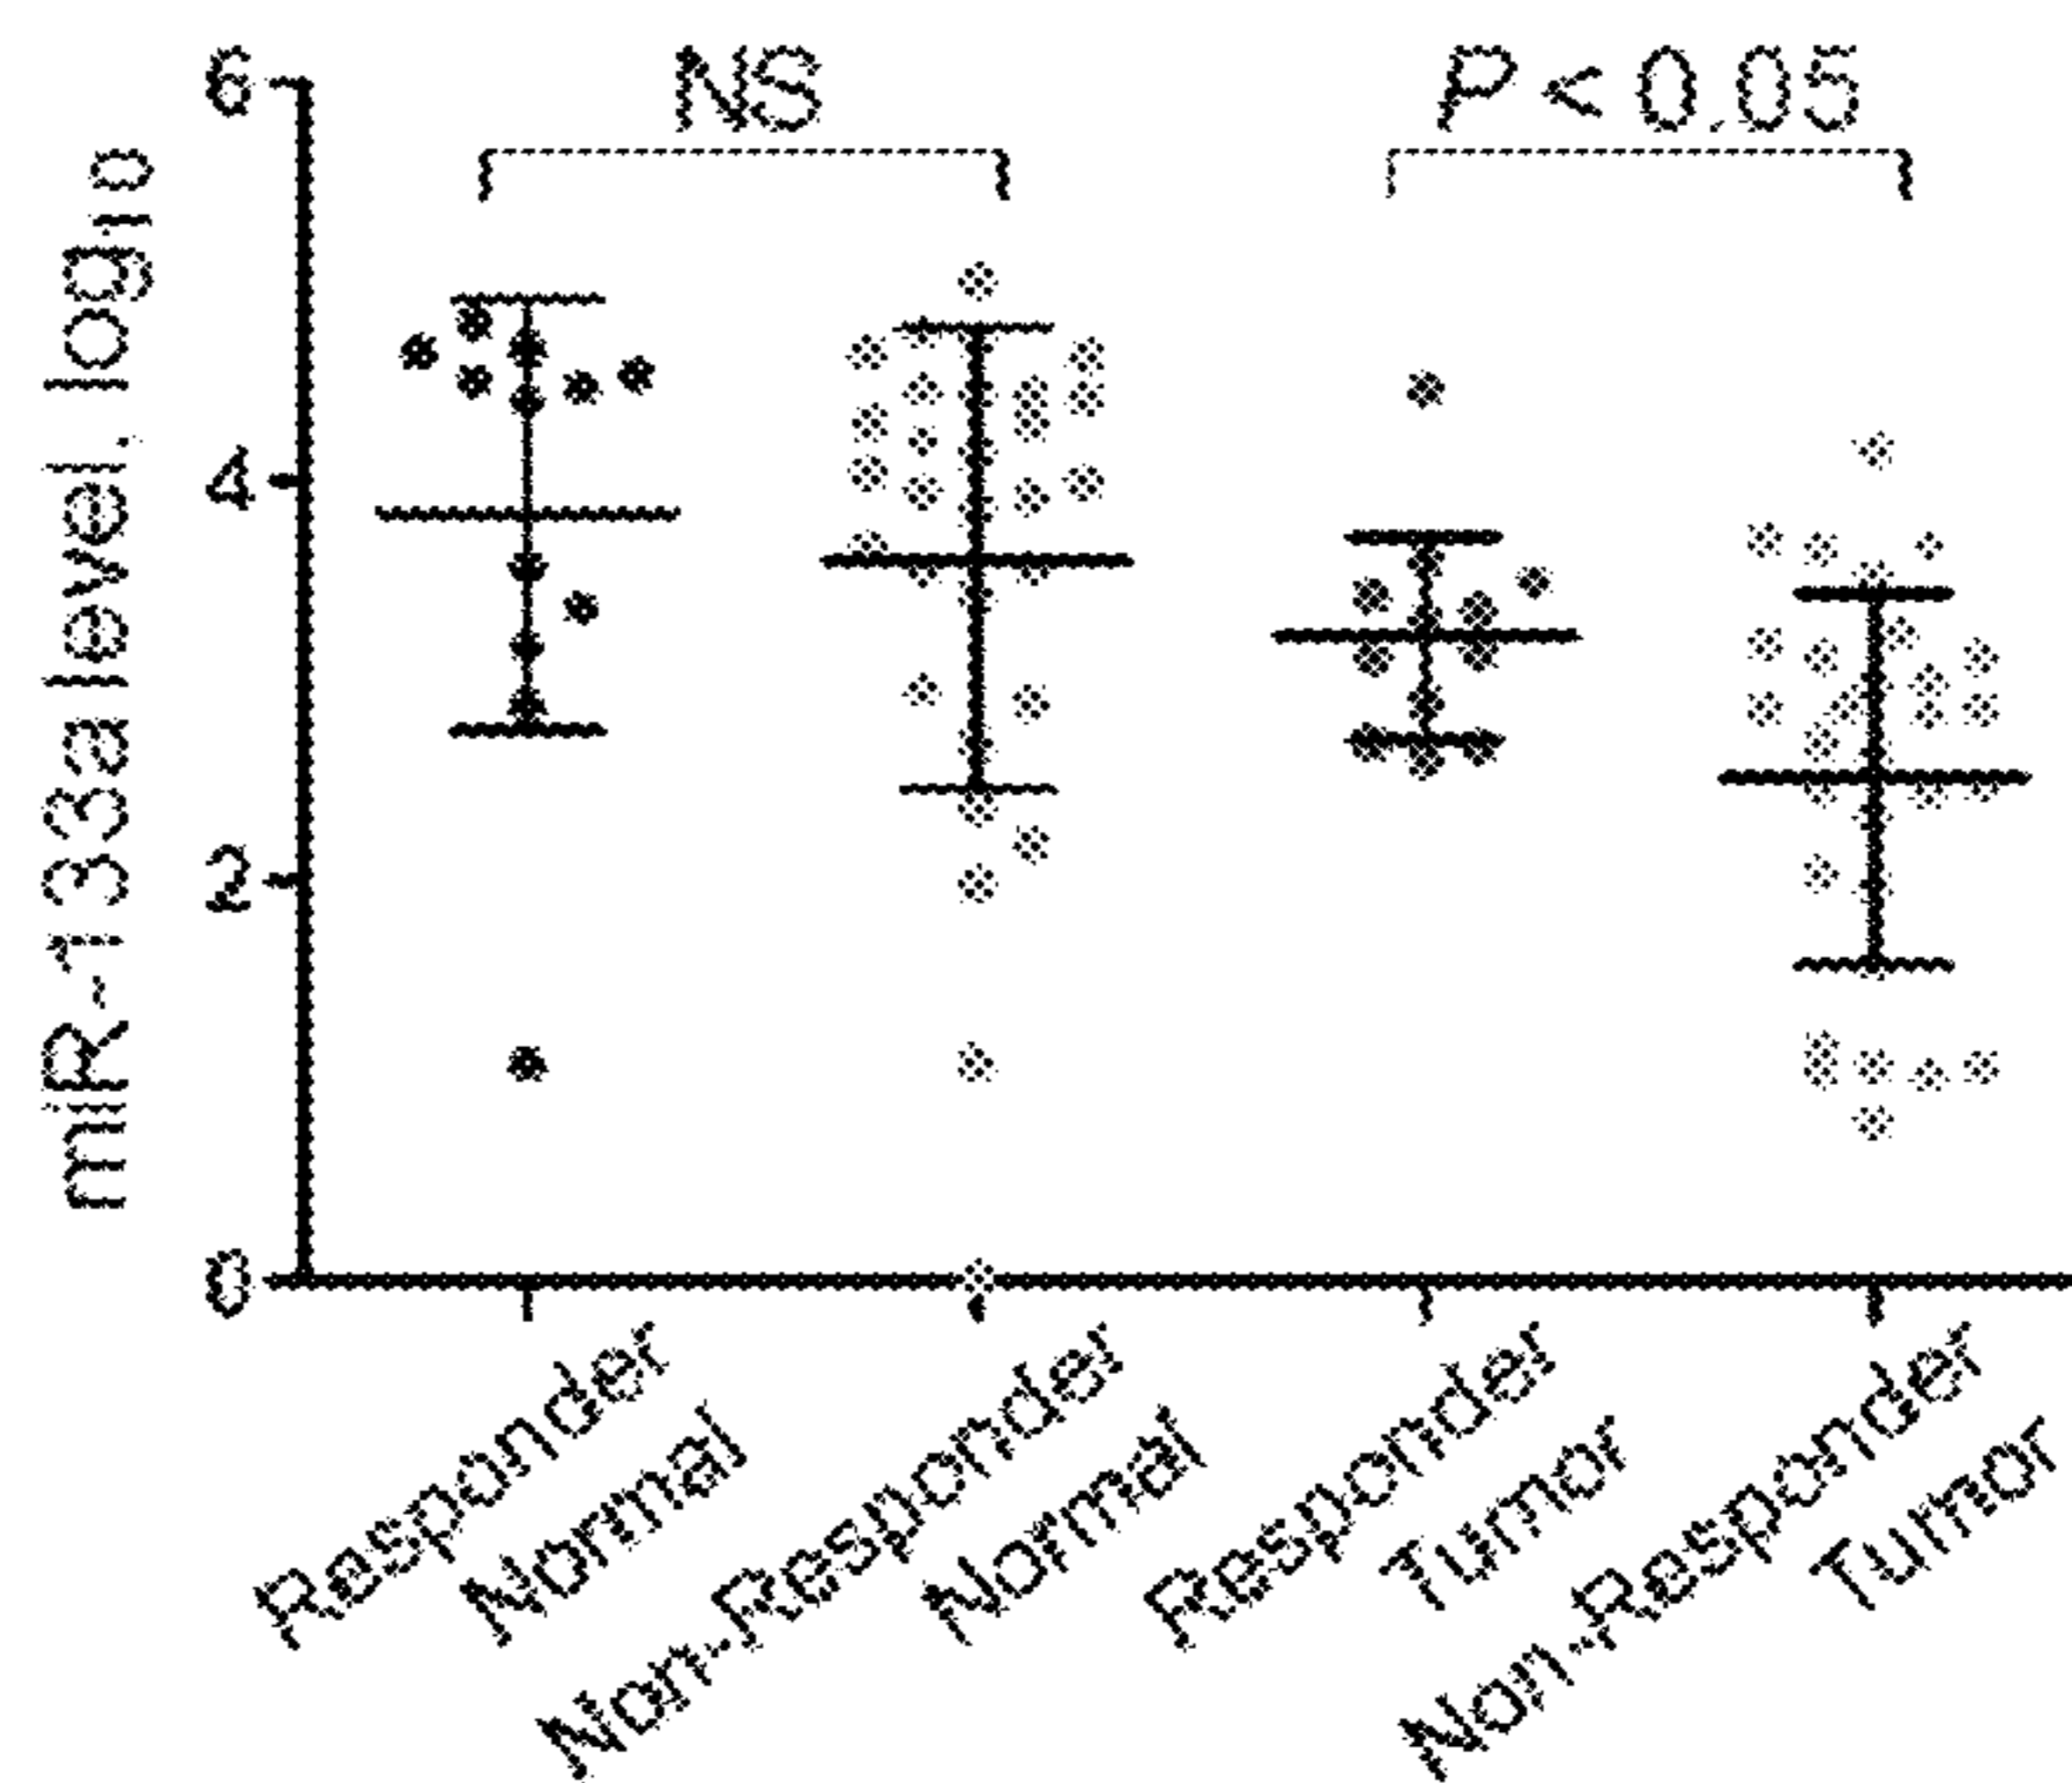 NS
P < 0.05
miR-133a level, log10
6
4
2
0
Responder
Normal
Non-Responder
Normal
Responder
Tumor
Non-Responder
Tumor